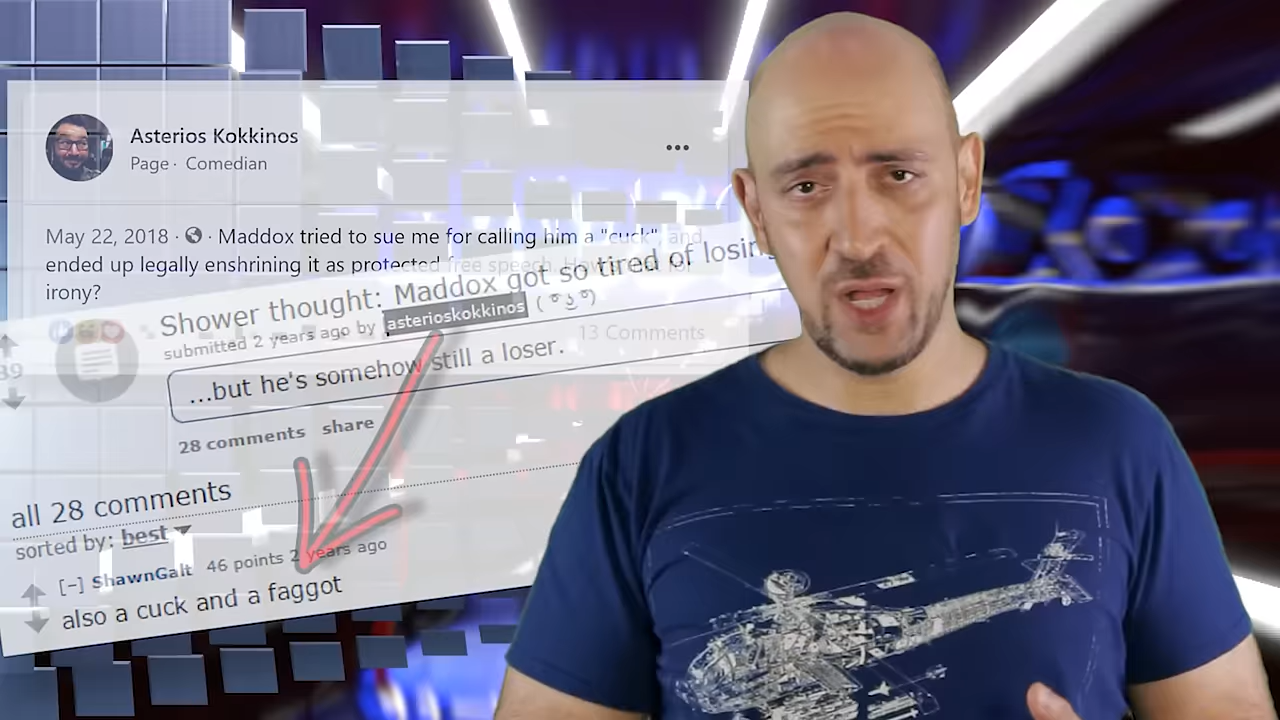 Asterios Kokkinos
Page · Comedian
May 22, 2018 · Maddox tried to sue me for calling him a "cuck", and
ended up legally enshrining it as protected free speech.
irony?
Shower thought: Maddox got so tired of losing
submitted 2 years ago by asterioskokkinos ( ͡° ͜ʖ ͡°)
13 Comments
...but he's somehow still a loser.
28 comments share
39
all 28 comments
sorted by: best
[-] ShawnGalt 46 points 2 years ago
also a cuck and a faggot